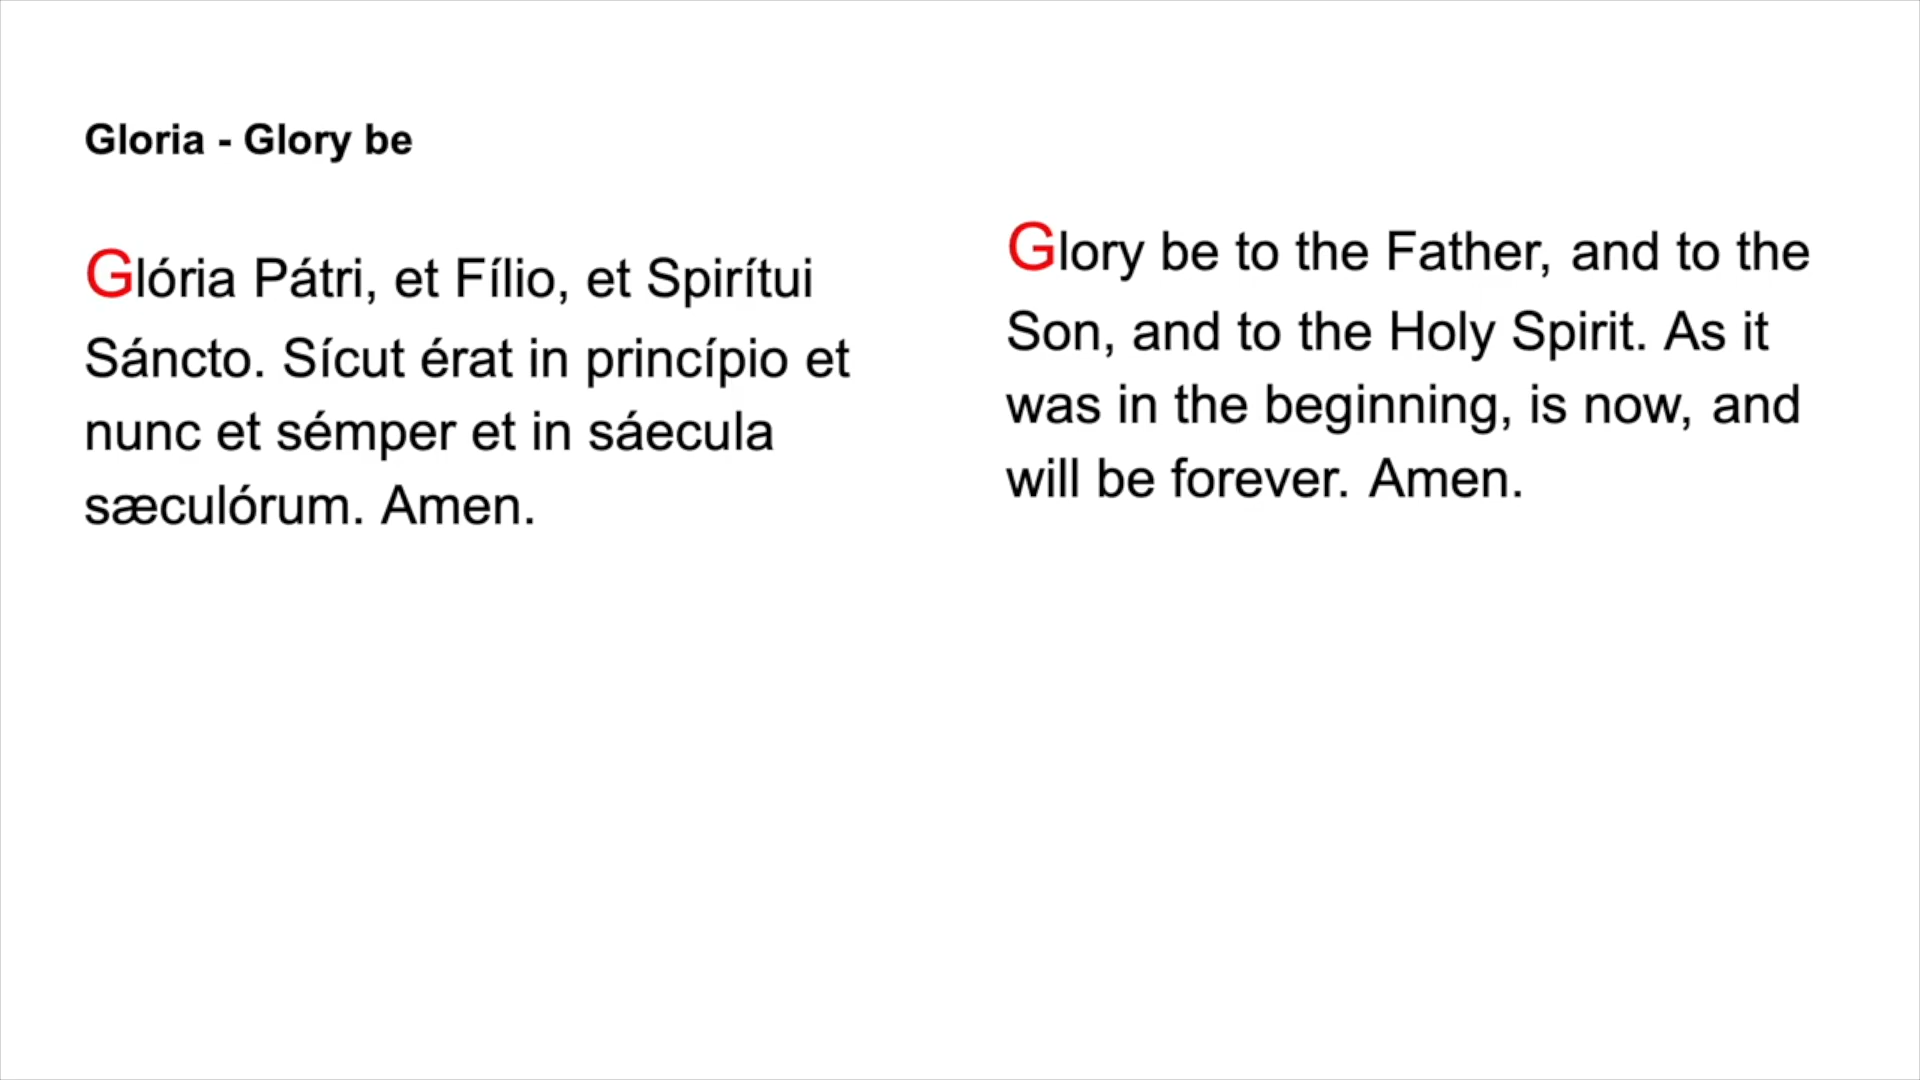 Gloria - Glory be
Glória Pátri, et Fílio, et Spirítui
Sáncto. Sícut érat in princípio et
nunc et sémper et in sáecula
sæculórum. Amen.
Glory be to the Father, and to the
Son, and to the Holy Spirit. As it
was in the beginning, is now, and
will be forever. Amen.